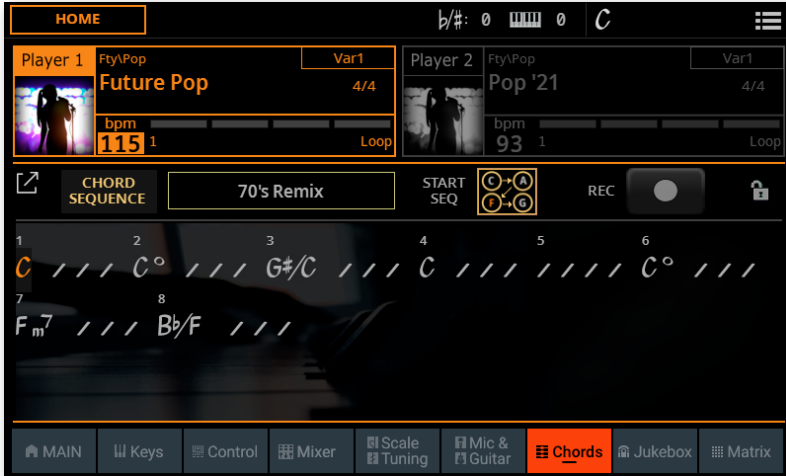 HOME ♭/♯: 0 0 C
Player 1 Fty\Pop Var1 Player 2 Fty\Pop Var1
Future Pop 4/4 Pop '21 4/4
bpm bpm
115 1 Loop 93 1 Loop
CHORD SEQUENCE 70's Remix START SEQ C A F G REC
1 2 3 4 5 6
C / / / C° / / / G♯/C / / / C / / / / / / / C° / / /
7 8
Fm7 / / / B♭/F / / /
MAIN Keys Control Mixer Scale Tuning Mic & Guitar Chords Jukebox Matrix